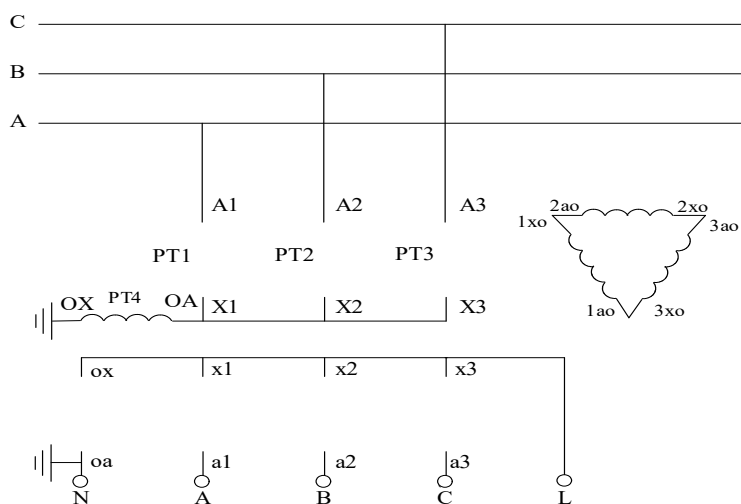 C
B
A
A1 A2 A3
2ao 2xo
1xo 3ao
PT1 PT2 PT3
OX PT4 OA X1 X2 X3
1ao 3xo
ox x1 x2 x3
oa a1 a2 a3
N A B C L